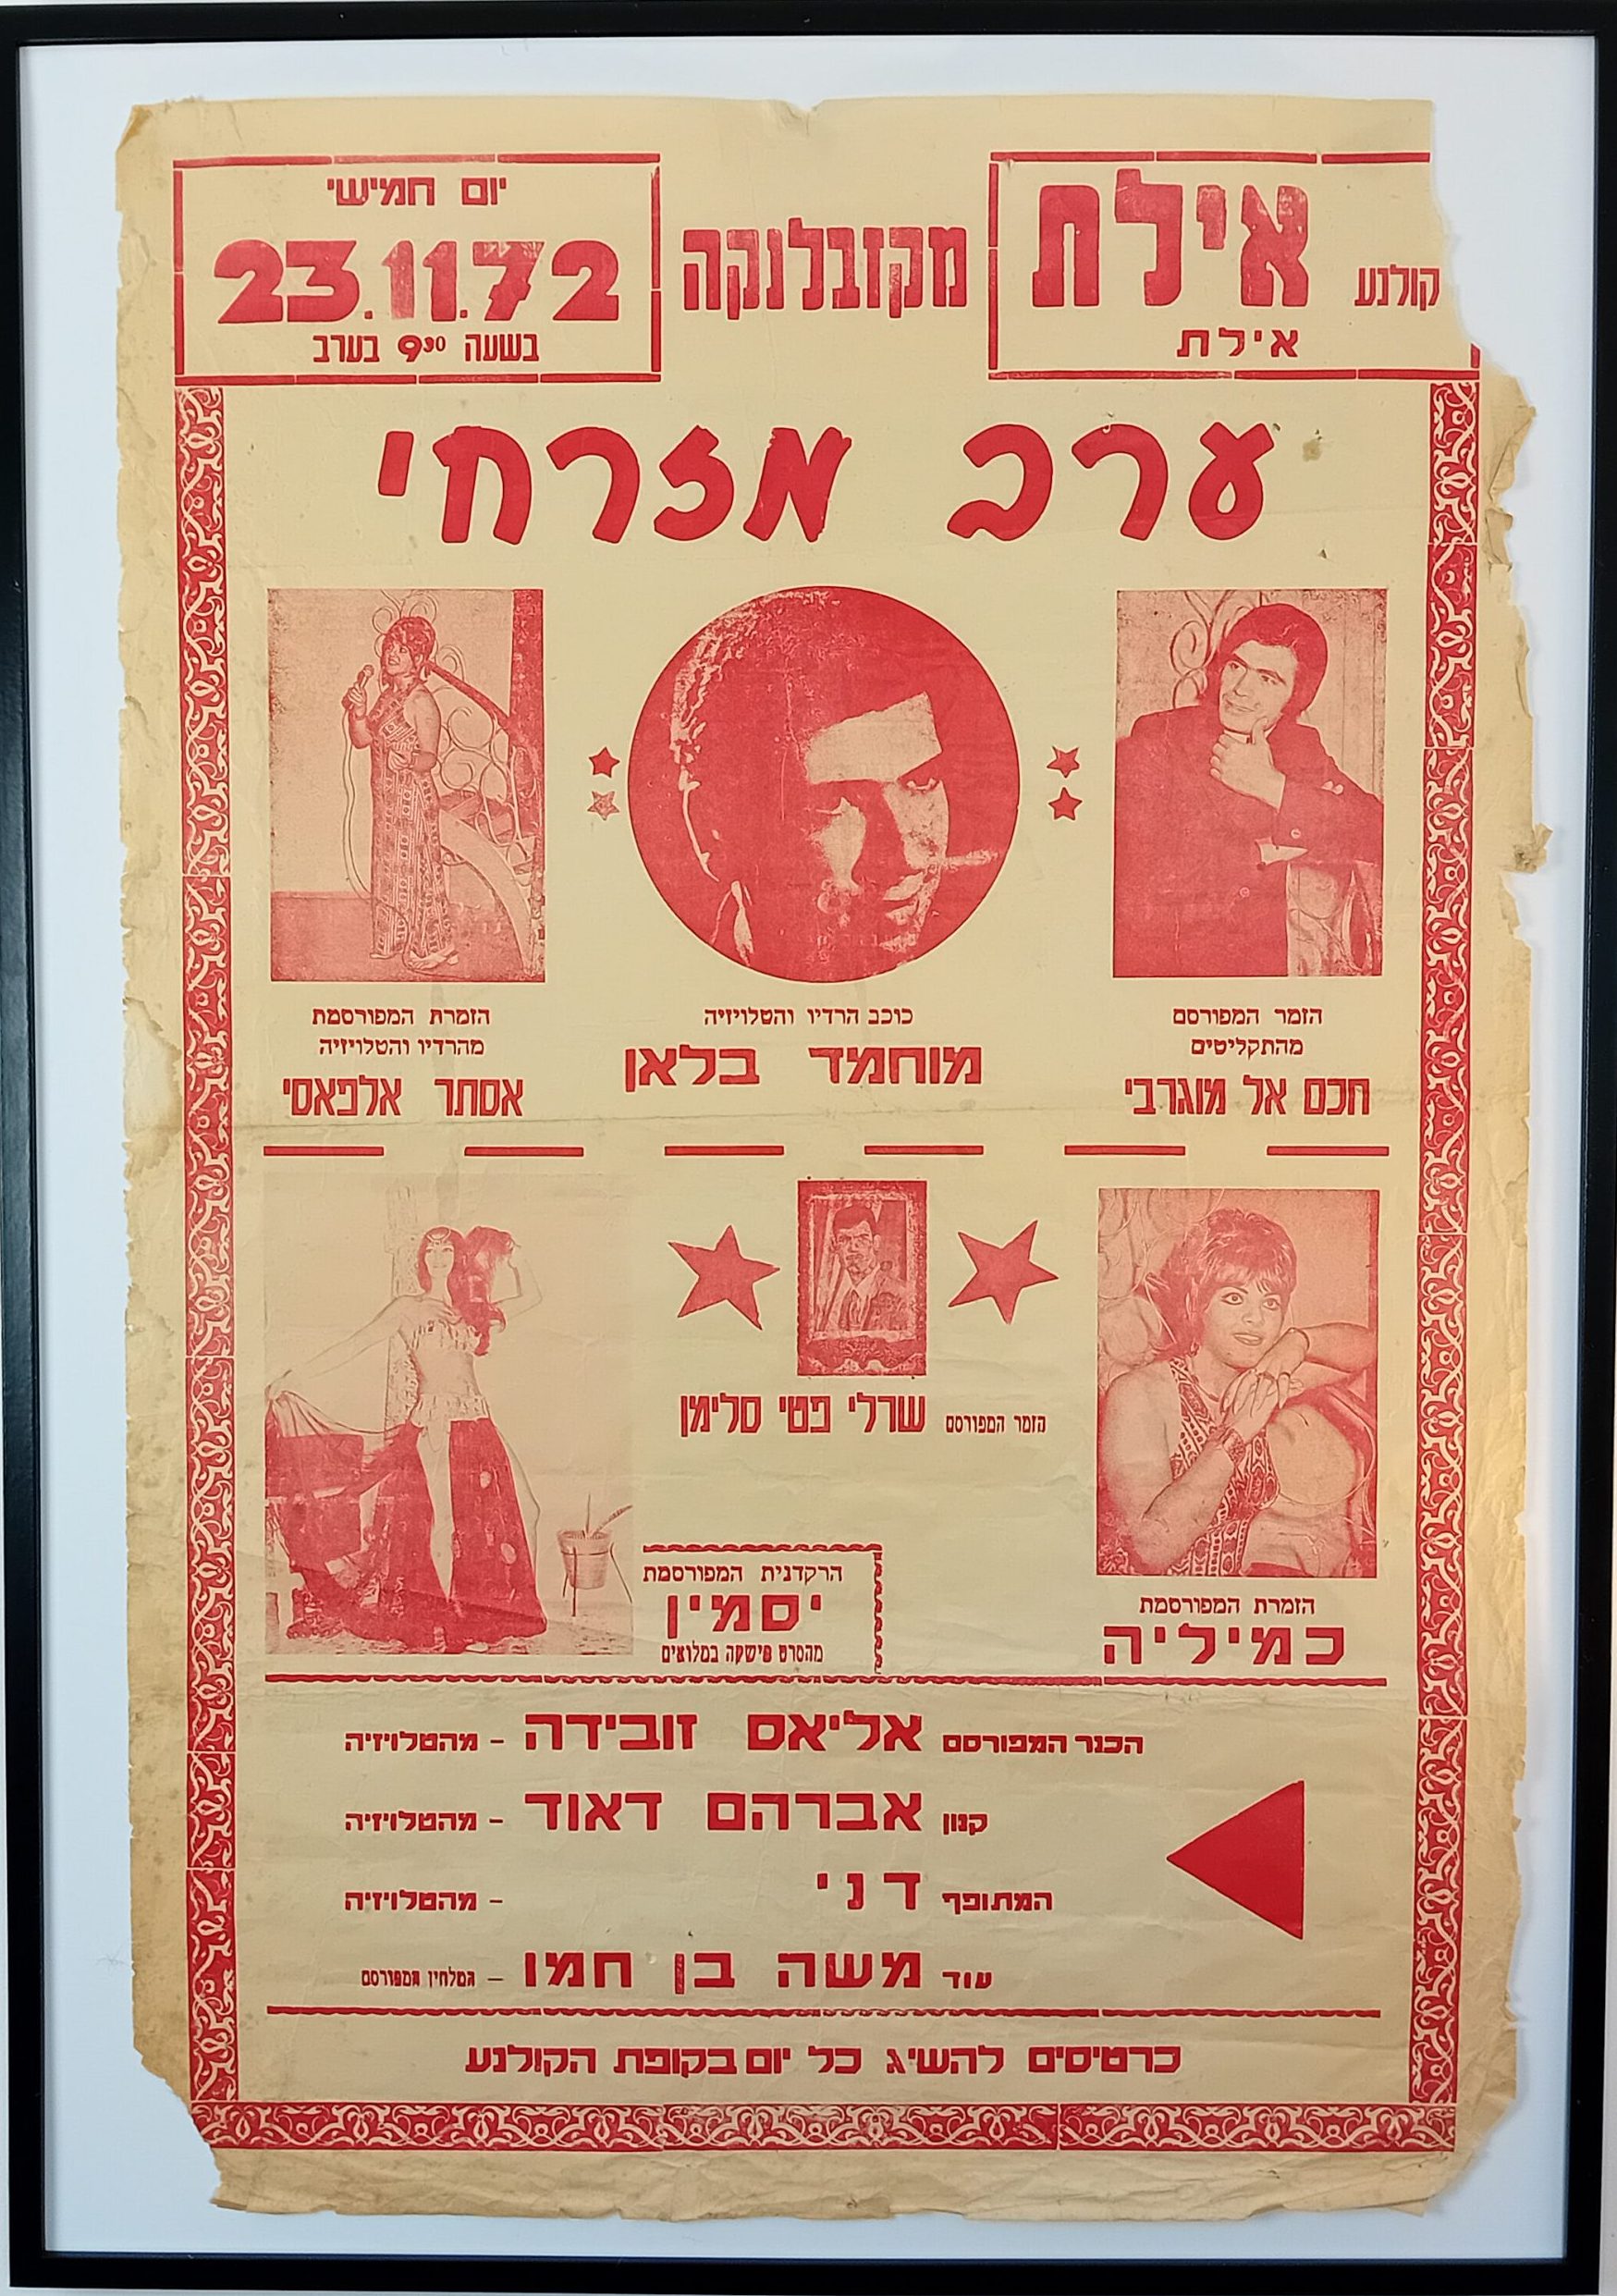 קולנע אילת
אילת
מקזבלנקה
יום חמישי
23.11.72
בשעה 9³⁰ בערב
ערב מזרחי
הזמר המפורסם
מהתקליטים
חכם אל מוגרבי
כוכב הרדיו והטלויזיה
מוחמד בלאן
הזמרת המפורסמת
מהרדיו והטלויזיה
אסתר אלפאסי
הזמר המפורסם שרלי פטי סלימן
הזמרת המפורסמת
כמיליה
הרקדנית המפורסמת
יסמין
מהסרט פישקה במלואים
הכנר המפורסם אליאס זובידה - מהטלויזיה
קנון אברהם דאוד - מהטלויזיה
המתופף דני - מהטלויזיה
עוד משה בן חמו - המלחין המפורסם
כרטיסים להשיג כל יום בקופת הקולנע